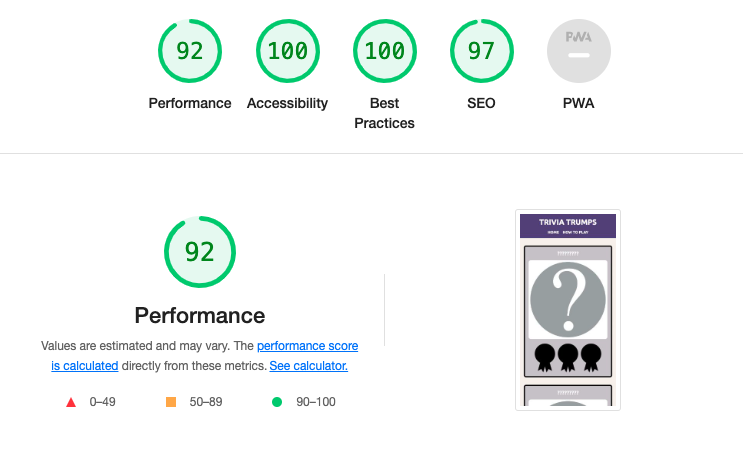 92
100
100
97
PWA
Performance
Accessibility
Best
Practices
SEO
PWA
92
Performance
Values are estimated and may vary. The performance score
is calculated directly from these metrics. See calculator.
0–49
50–89
90–100
TRIVIA TRUMPS
HOME HOW TO PLAY
?????????
?
?????????